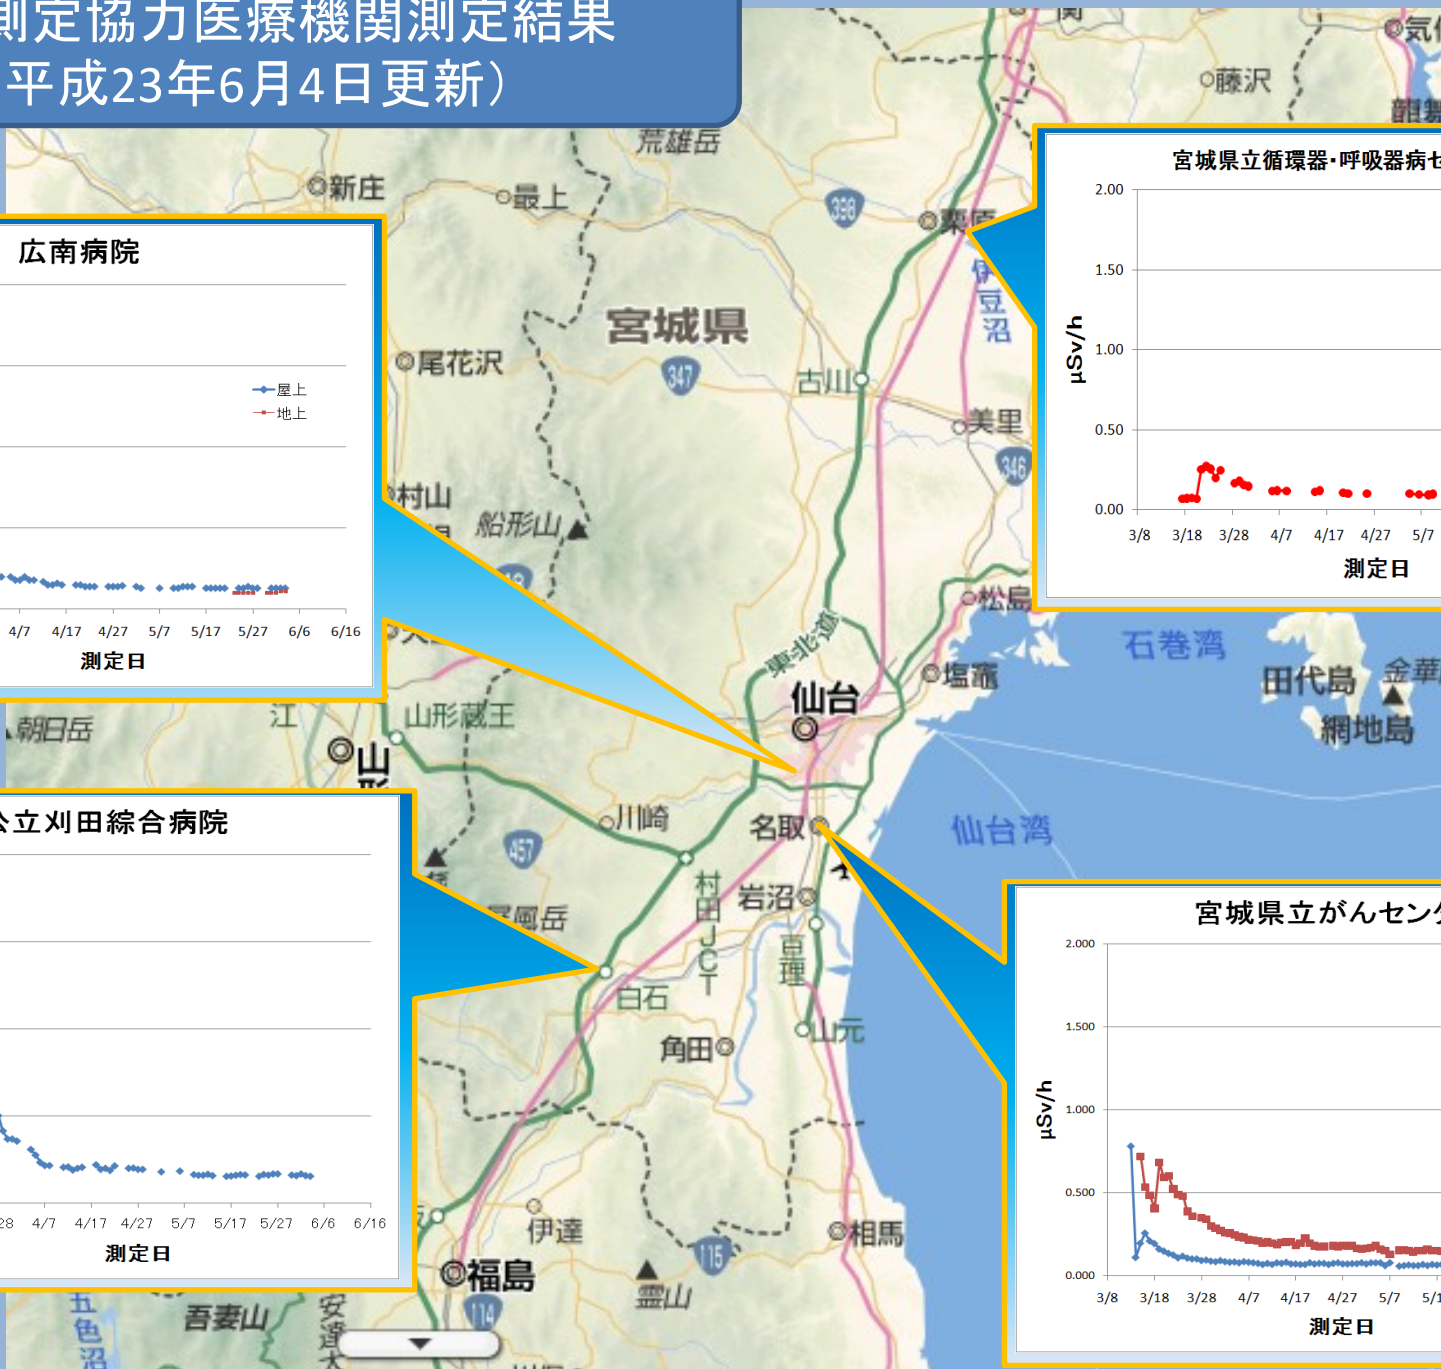 測定協力医療機関測定結果
平成23年6月4日更新）
関
藤沢
荒雄岳
新庄
最上
398
栗原
伊豆沼
宮城県
尾花沢
347
古川
美里
346
村山
船形山
松島
東北道
塩竈
石巻湾
田代島
網地島
仙台
江
山形蔵王
朝日岳
川崎
名取
仙台湾
457
村田JCT
岩沼
亘理
白石
角田
山元
伊達
相馬
福島
115
霊山
114
吾妻山
五色沼
広南病院
屋上
地上
4/7 4/17 4/27 5/7 5/17 5/27 6/6 6/16
測定日
宮城県立循環器・呼吸器病セ
2.00
1.50
1.00
0.50
0.00
μSv/h
3/8 3/18 3/28 4/7 4/17 4/27 5/7
測定日
公立刈田綜合病院
28 4/7 4/17 4/27 5/7 5/17 5/27 6/6 6/16
測定日
宮城県立がんセンタ
2.000
1.500
1.000
0.500
0.000
μSv/h
3/8 3/18 3/28 4/7 4/17 4/27 5/7 5/1
測定日